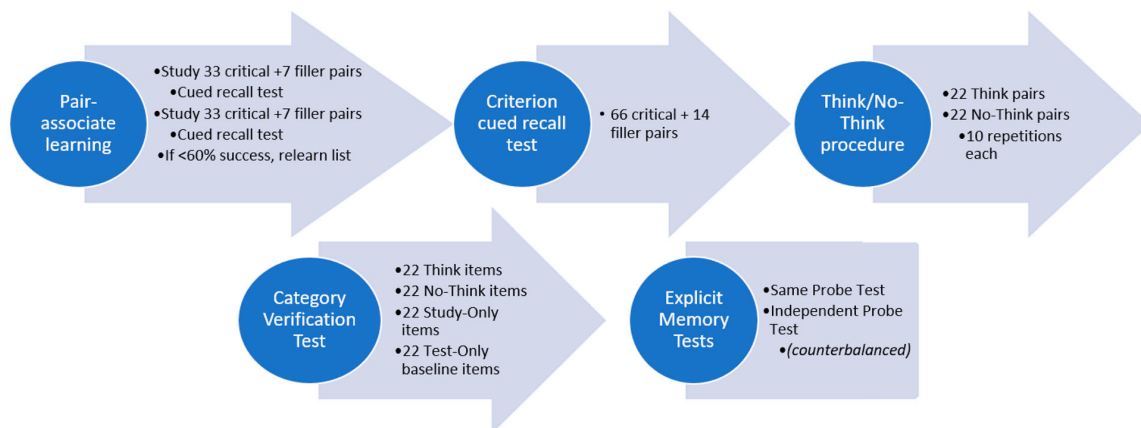 Pair-
associate
learning
•Study 33 critical +7 filler pairs
•Cued recall test
•Study 33 critical +7 filler pairs
•Cued recall test
•If <60% success, relearn list
Criterion
cued recall
test
• 66 critical + 14
filler pairs
Think/No-
Think
procedure
•22 Think pairs
•22 No-Think pairs
•10 repetitions
each
Category
Verification
Test
•22 Think items
•22 No-Think items
•22 Study-Only
items
•22 Test-Only
baseline items
Explicit
Memory
Tests
•Same Probe Test
•Independent Probe
Test
•(counterbalanced)